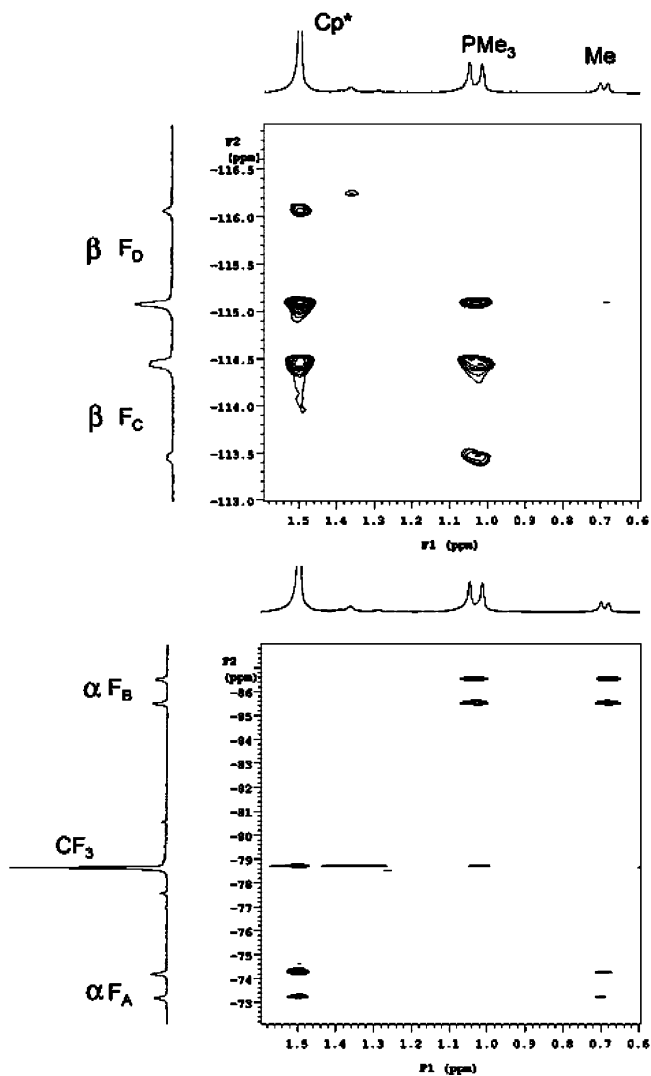 Cp*
PMe3
Me
F2
(ppm)
-116.5
-116.0
β FD
-115.5
-115.0
-114.5
-114.0
β FC
-113.5
-113.0
1.5 1.4 1.3 1.2 1.1 1.0 0.9 0.8 0.7 0.6
F1 (ppm)
F2
(ppm)
α FB
-86
-85
-84
-83
-82
-81
-80
CF3
-79
-78
-77
-76
-75
-74
α FA
-73
1.5 1.4 1.3 1.2 1.1 1.0 0.9 0.8 0.7 0.6
F1 (ppm)